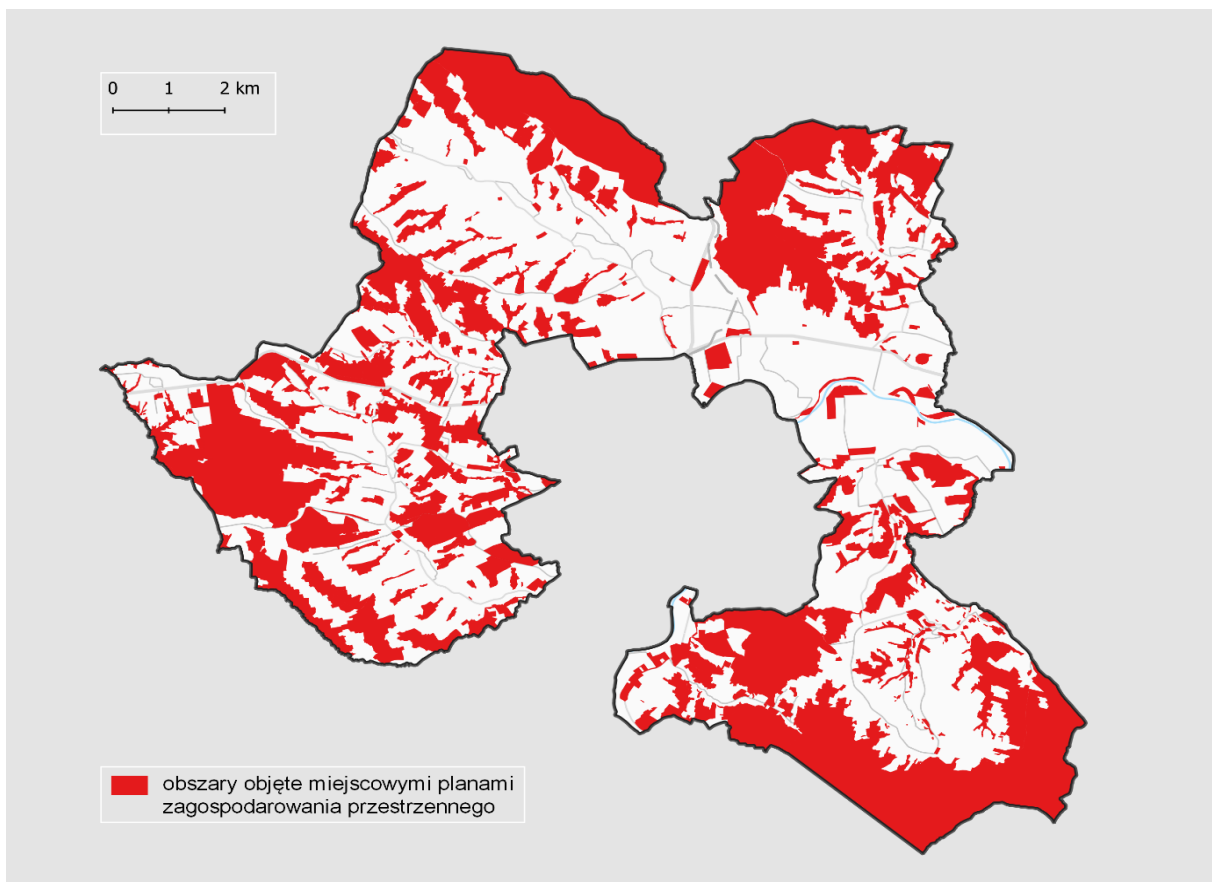 0 1 2 km
obszary objęte miejscowymi planami
zagospodarowania przestrzennego